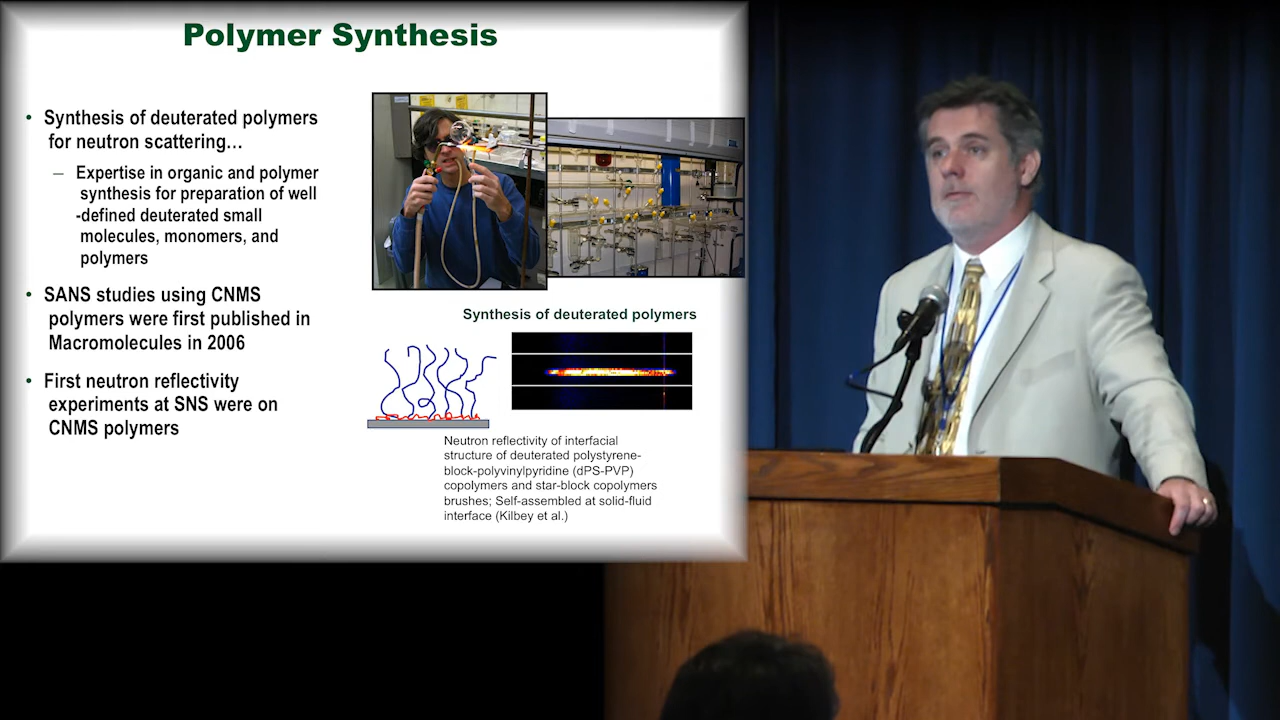 Polymer Synthesis
• Synthesis of deuterated polymers
for neutron scattering…
– Expertise in organic and polymer
synthesis for preparation of well
-defined deuterated small
molecules, monomers, and
polymers
• SANS studies using CNMS
polymers were first published in
Macromolecules in 2006
• First neutron reflectivity
experiments at SNS were on
CNMS polymers
Synthesis of deuterated polymers
Neutron reflectivity of interfacial
structure of deuterated polystyrene-
block-polyvinylpyridine (dPS-PVP)
copolymers and star-block copolymers
brushes; Self-assembled at solid-fluid
interface (Kilbey et al.)